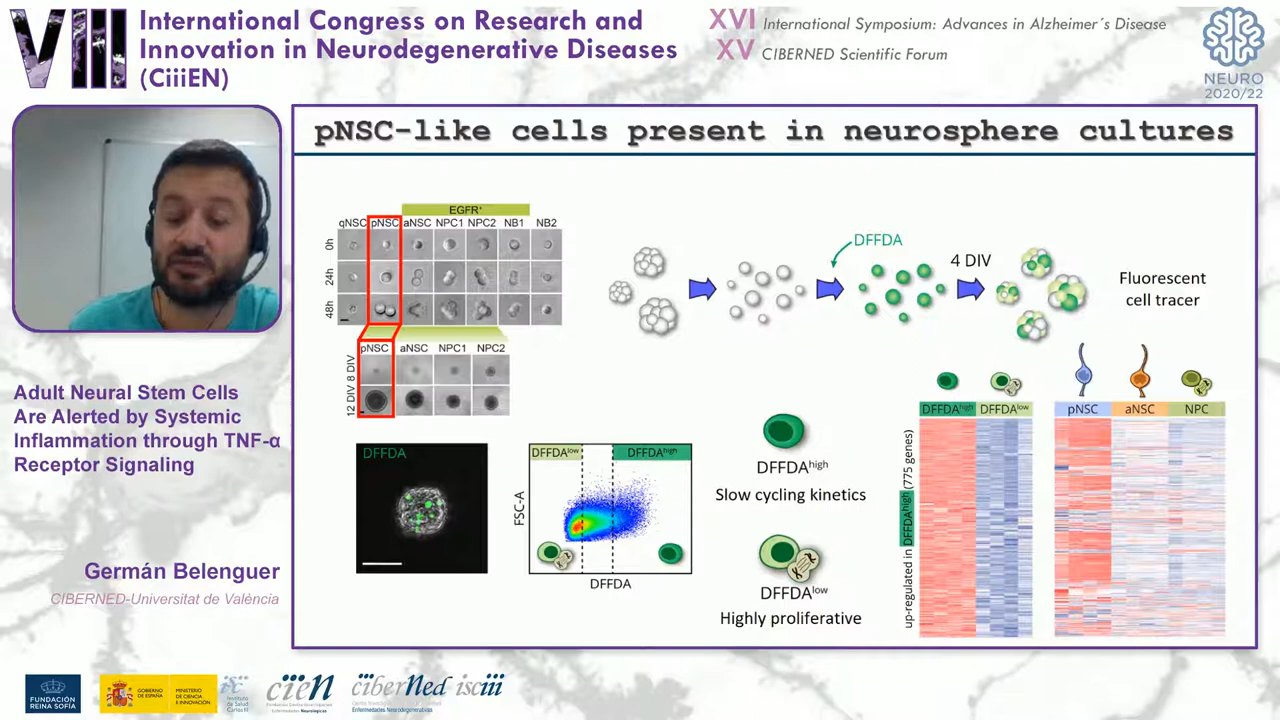 VIII
International Congress on Research and
Innovation in Neurodegenerative Diseases
(CiiiEN)
XVI International Symposium: Advances in Alzheimer´s Disease
XV CIBERNED Scientific Forum
NEURO
2020/22
pNSC-like cells present in neurosphere cultures
EGFR⁺
qNSC pNSC aNSC NPC1 NPC2 NB1 NB2
0h
24h
48h
pNSC aNSC NPC1 NPC2
8 DIV
12 DIV
DFFDA
4 DIV
Fluorescent
cell tracer
DFFDA
DFFDAlow DFFDAhigh
FSC-A
DFFDA
DFFDAhigh
Slow cycling kinetics
DFFDAlow
Highly proliferative
DFFDAhigh DFFDAlow
pNSC aNSC NPC
up-regulated in DFFDAhigh (775 genes)
Adult Neural Stem Cells
Are Alerted by Systemic
Inflammation through TNF-α
Receptor Signaling
Germán Belenguer
CIBERNED-Universitat de València
FUNDACIÓN
REINA SOFÍA
GOBIERNO
DE ESPAÑA
MINISTERIO
DE CIENCIA
E INNOVACIÓN
isciii
Instituto
de Salud
Carlos III
cien
ciberned isciii
Enfermedades Neurodegenerativas